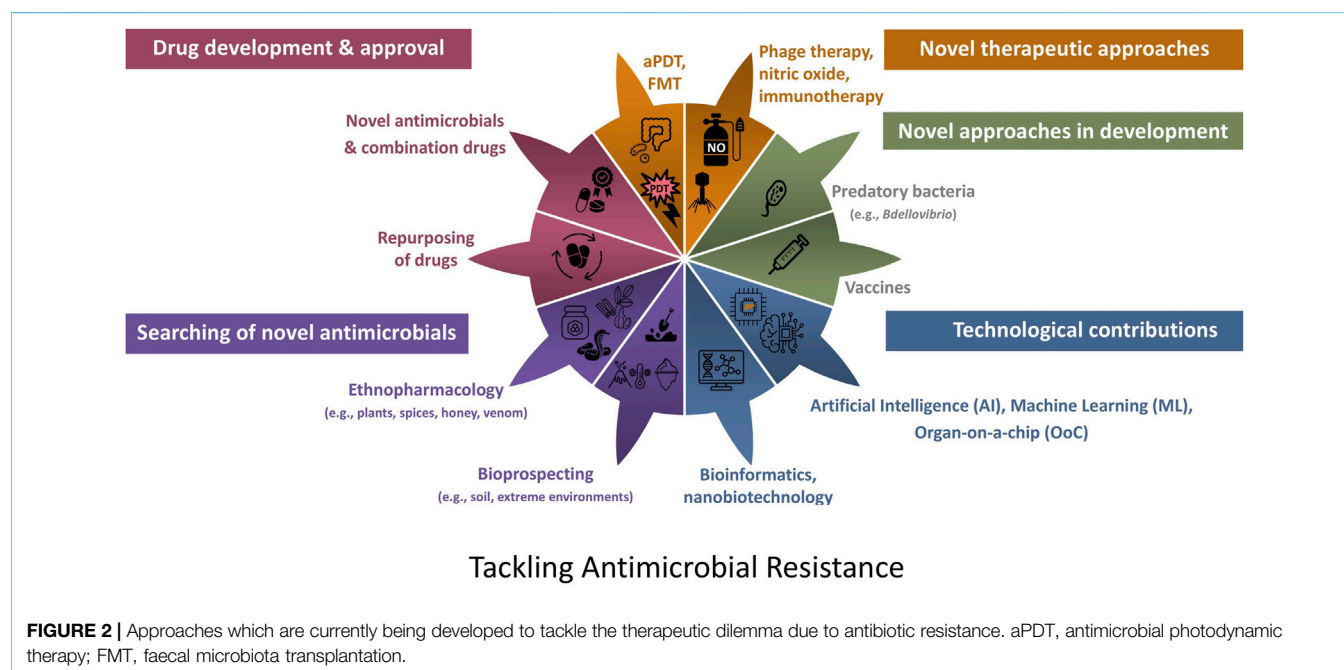 Drug development & approval
Novel therapeutic approaches
aPDT,
FMT
Phage therapy,
nitric oxide,
immunotherapy
Novel antimicrobials
& combination drugs
Novel approaches in development
NO
PDT
Predatory bacteria
(e.g., Bdellovibrio)
Repurposing
of drugs
Vaccines
Searching of novel antimicrobials
Technological contributions
Ethnopharmacology
(e.g., plants, spices, honey, venom)
Artificial Intelligence (AI), Machine Learning (ML),
Organ-on-a-chip (OoC)
Bioprospecting
(e.g., soil, extreme environments)
Bioinformatics,
nanobiotechnology
Tackling Antimicrobial Resistance
FIGURE 2 | Approaches which are currently being developed to tackle the therapeutic dilemma due to antibiotic resistance. aPDT, antimicrobial photodynamic
therapy; FMT, faecal microbiota transplantation.